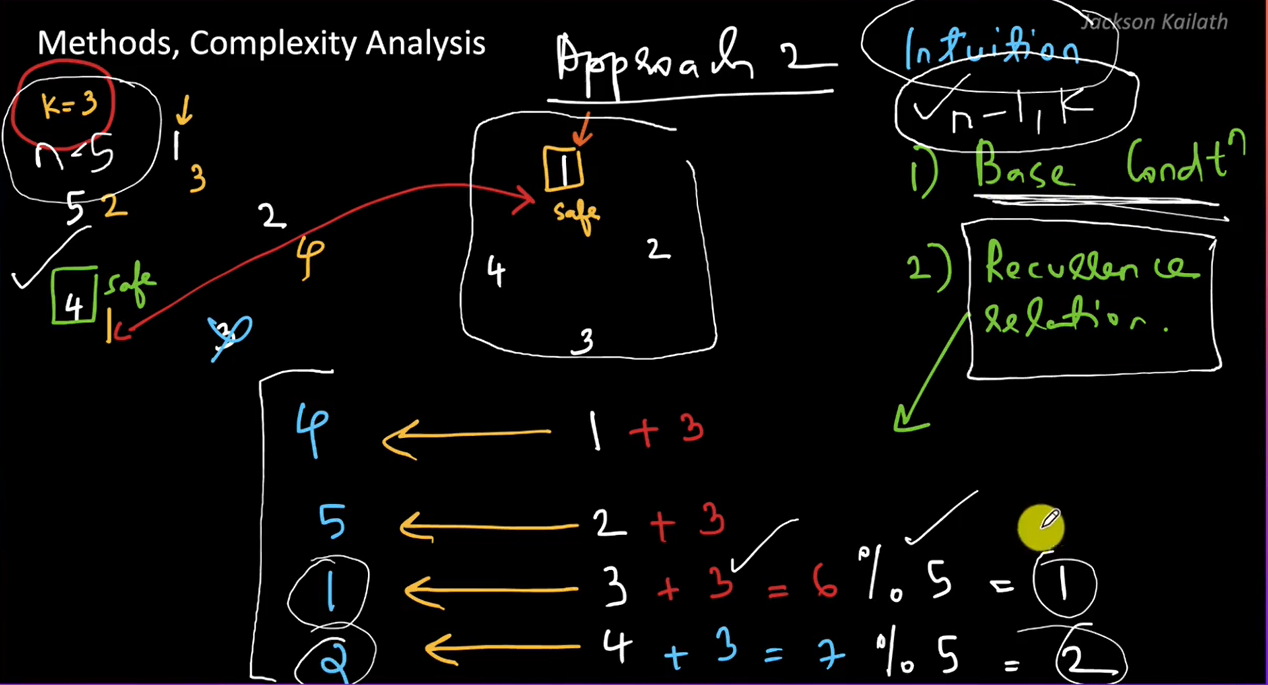 Jackson Kailath
Methods, Complexity Analysis
Approach 2
Intuition
n-1, K
K=3
n=5
1
3
5 2
2
4
4 safe
1
3
1
safe
4
2
3
1) Base Condtn
2) Recurrence
relation.
4 ← 1 + 3
5 ← 2 + 3
1 ← 3 + 3 = 6 % 5 = 1
2 ← 4 + 3 = 7 % 5 = 2